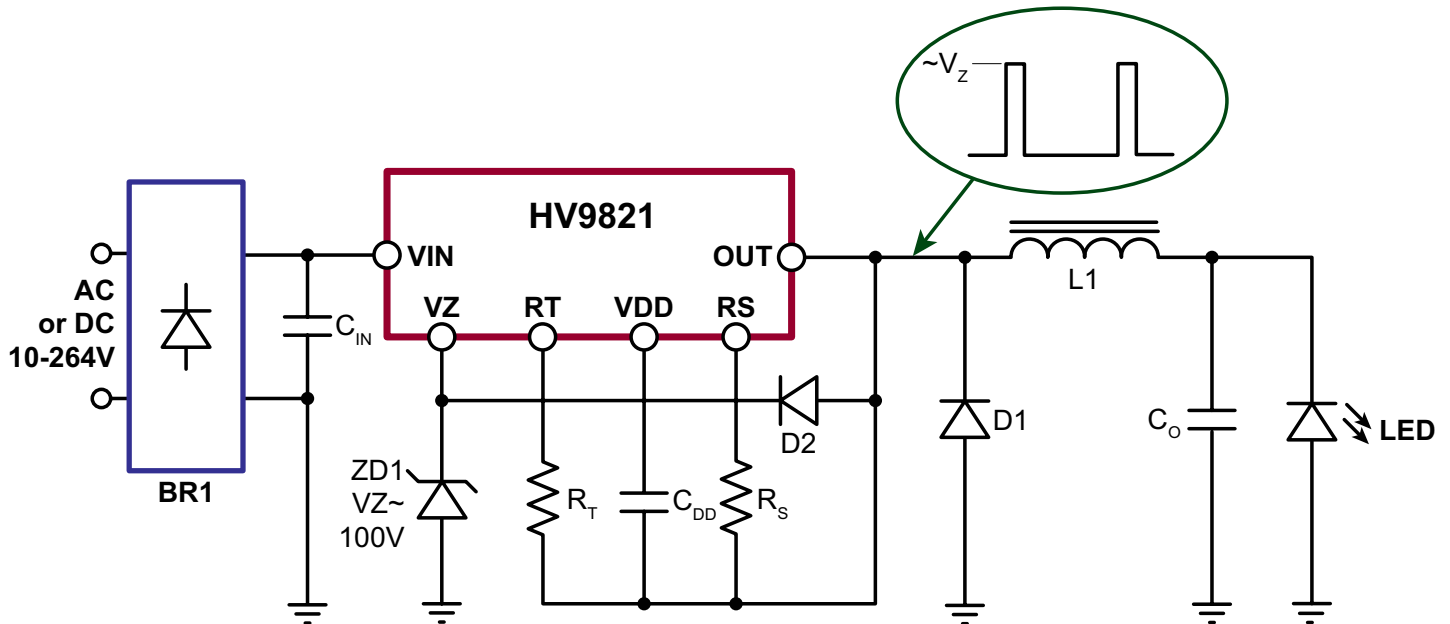 ~VZ
HV9821
VIN
OUT
VZ
RT
VDD
RS
AC
or DC
10-264V
CIN
BR1
L1
D2
D1
CO
LED
ZD1
VZ~
100V
RT
CDD
RS